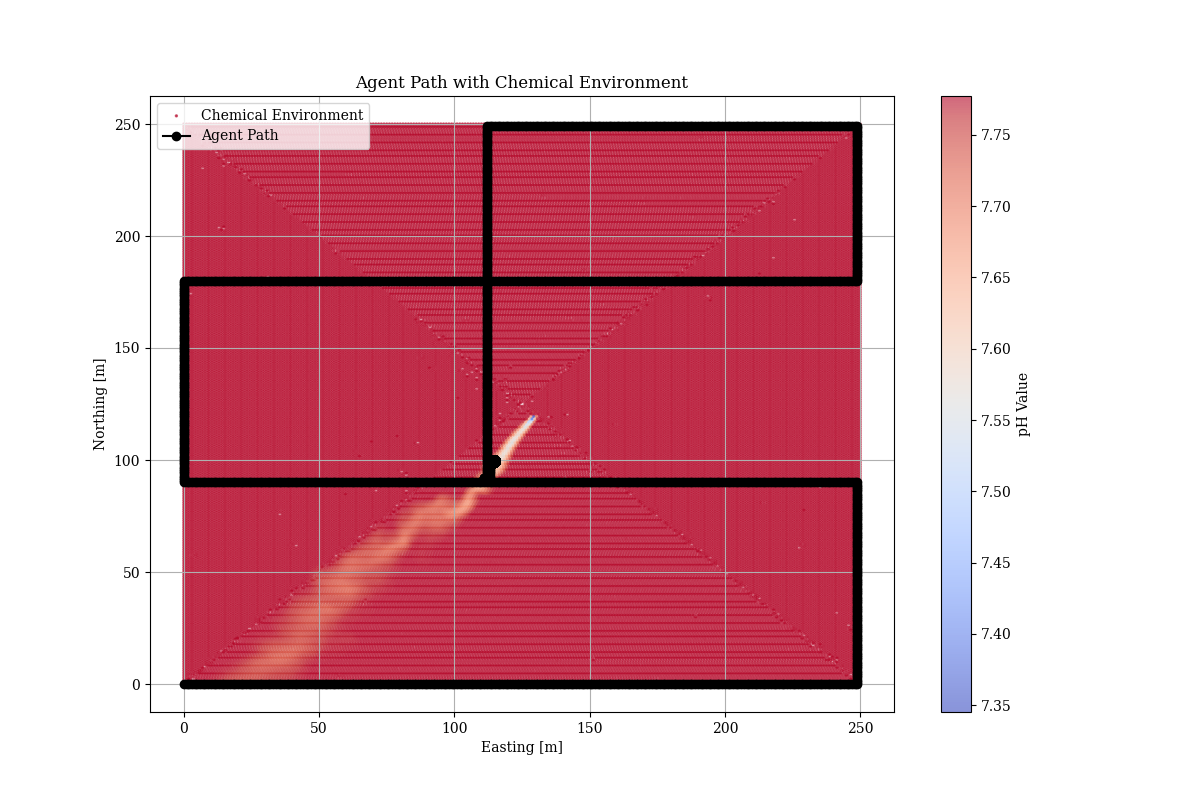 Agent Path with Chemical Environment
Chemical Environment
Agent Path
250
200
150
100
50
0
Northing [m]
0 50 100 150 200 250
Easting [m]
7.75
7.70
7.65
7.60
7.55
7.50
7.45
7.40
7.35
pH Value